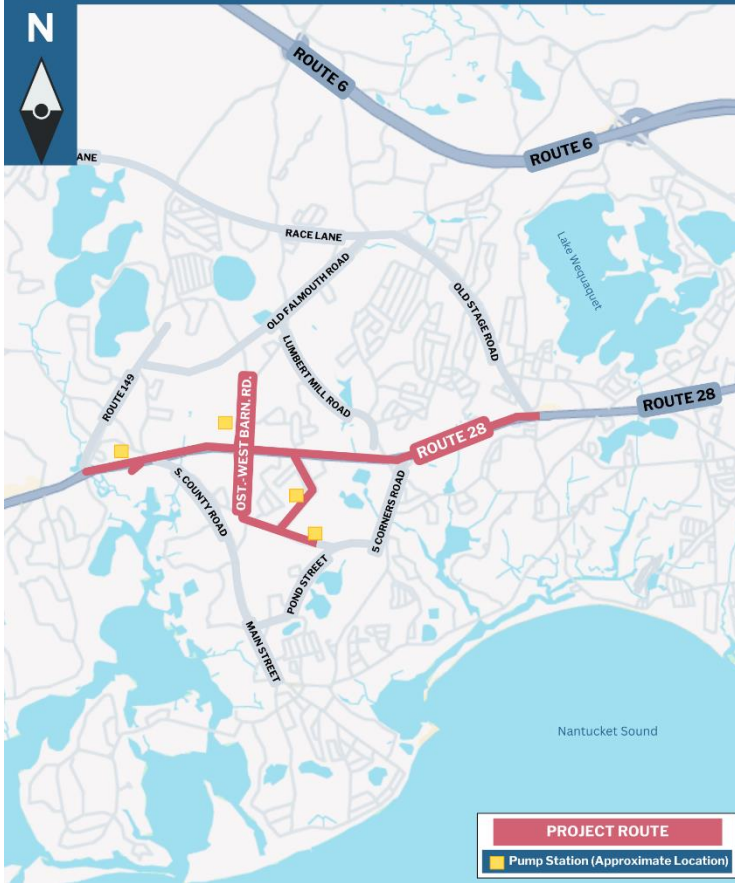 N
ROUTE 6
ROUTE 6
ANE
RACE LANE
Lake Wequaquet
OLD FALMOUTH ROAD
OLD STAGE ROAD
LUMBERT MILL ROAD
ROUTE 149
OST.-WEST BARN. RD.
ROUTE 28
ROUTE 28
S. COUNTY ROAD
5 CORNERS ROAD
POND STREET
MAIN STREET
Nantucket Sound
PROJECT ROUTE
Pump Station (Approximate Location)